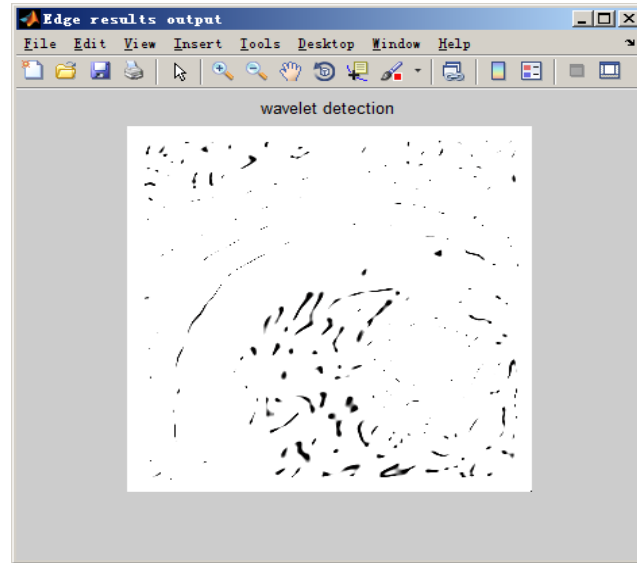 Edge results output
File Edit View Insert Tools Desktop Window Help
wavelet detection